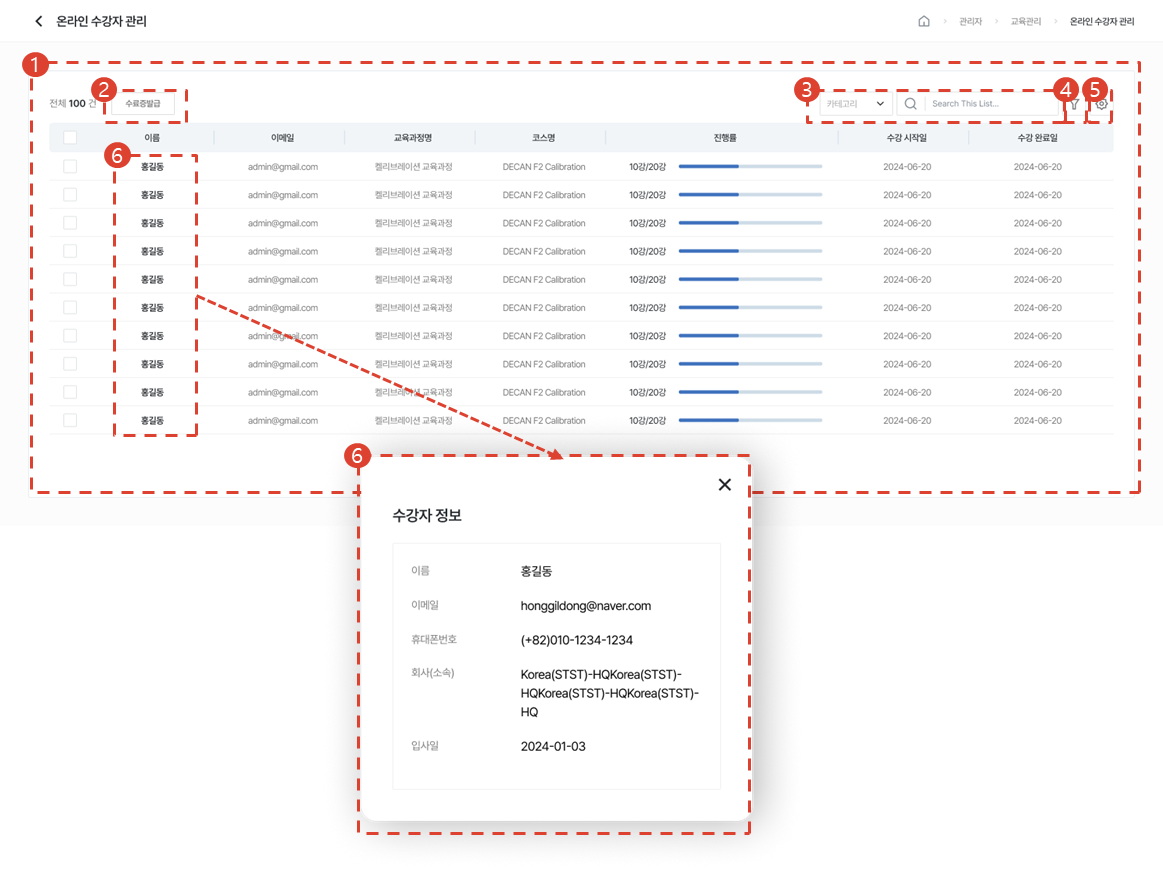 온라인 수강자 관리
관리자 교육관리 온라인 수강자 관리
1
2
3
4
5
전체 100 건 수료증발급 카테고리 Search This List...
이름 이메일 교육과정명 코스명 진행률 수강 시작일 수강 완료일
6
홍길동 admin@gmail.com 켈리브레이션 교육과정 DECAN F2 Calibration 10강/20강 2024-06-20 2024-06-20
홍길동 admin@gmail.com 켈리브레이션 교육과정 DECAN F2 Calibration 10강/20강 2024-06-20 2024-06-20
홍길동 admin@gmail.com 켈리브레이션 교육과정 DECAN F2 Calibration 10강/20강 2024-06-20 2024-06-20
홍길동 admin@gmail.com 켈리브레이션 교육과정 DECAN F2 Calibration 10강/20강 2024-06-20 2024-06-20
홍길동 admin@gmail.com 켈리브레이션 교육과정 DECAN F2 Calibration 10강/20강 2024-06-20 2024-06-20
홍길동 admin@gmail.com 켈리브레이션 교육과정 DECAN F2 Calibration 10강/20강 2024-06-20 2024-06-20
홍길동 admin@gmail.com 켈리브레이션 교육과정 DECAN F2 Calibration 10강/20강 2024-06-20 2024-06-20
홍길동 admin@gmail.com 켈리브레이션 교육과정 DECAN F2 Calibration 10강/20강 2024-06-20 2024-06-20
홍길동 admin@gmail.com 켈리브레이션 교육과정 DECAN F2 Calibration 10강/20강 2024-06-20 2024-06-20
홍길동 admin@gmail.com 켈리브레이션 교육과정 DECAN F2 Calibration 10강/20강 2024-06-20 2024-06-20
6
수강자 정보
이름 홍길동
이메일 honggildong@naver.com
휴대폰번호 (+82)010-1234-1234
회사(소속) Korea(STST)-HQKorea(STST)-
HQKorea(STST)-HQKorea(STST)-
HQ
입사일 2024-01-03